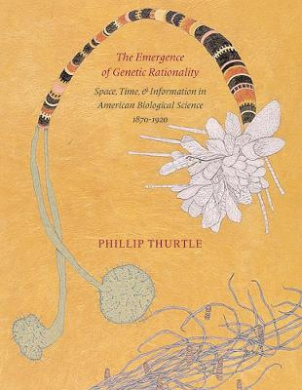 The Emergence
of Genetic Rationality
Space, Time, & Information in
American Biological Science
1870-1920
PHILLIP THURTLE